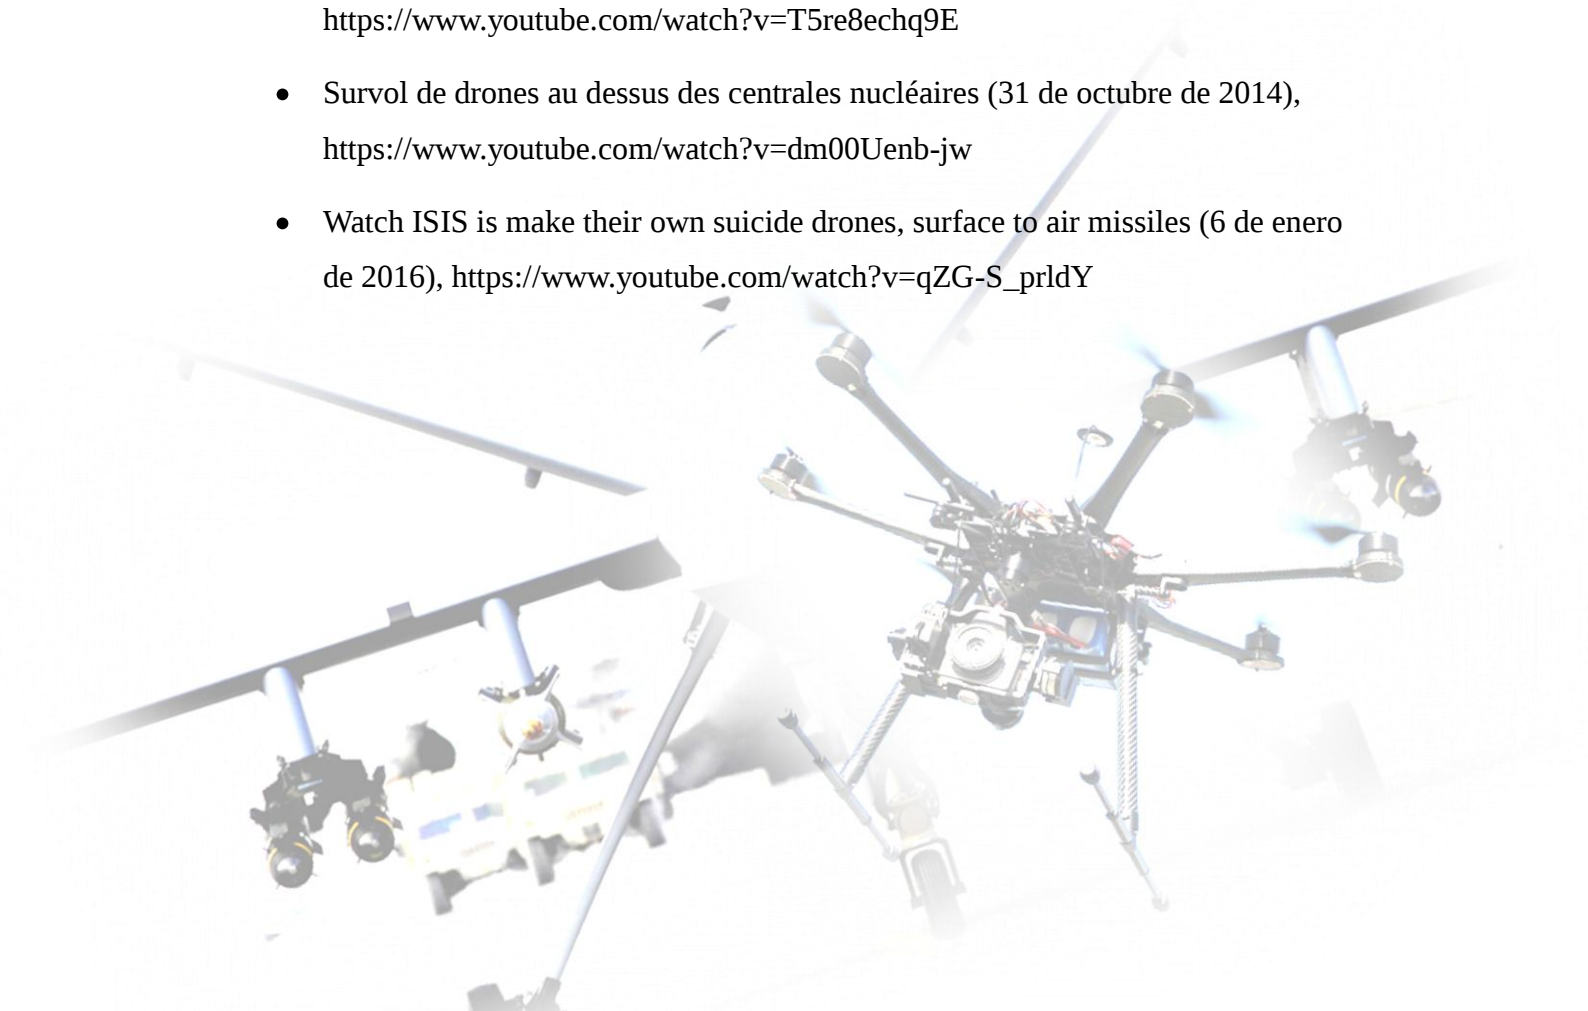 https://www.youtube.com/watch?v=T5re8echq9E
• Survol de drones au dessus des centrales nucléaires (31 de octubre de 2014),
https://www.youtube.com/watch?v=dm00Uenb-jw
• Watch ISIS is make their own suicide drones, surface to air missiles (6 de enero
de 2016), https://www.youtube.com/watch?v=qZG-S_prldY